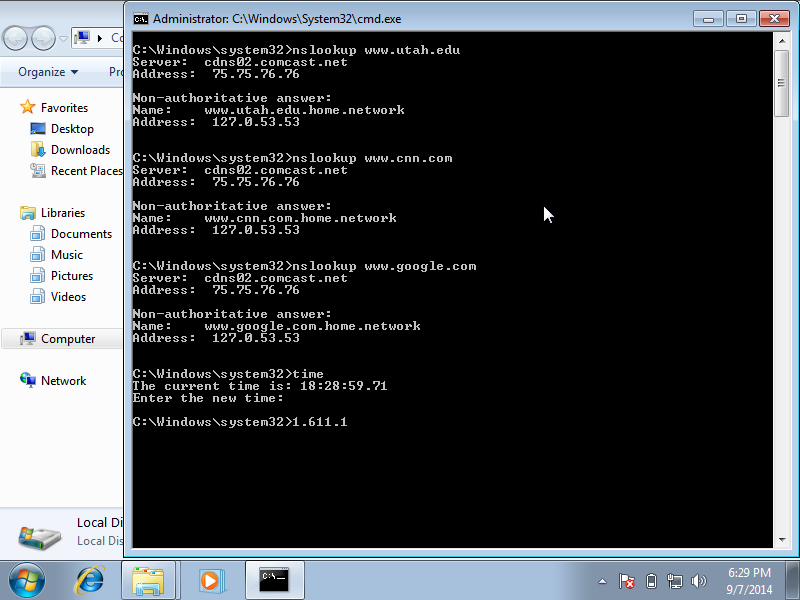 Administrator: C:\Windows\System32\cmd.exe
Co
Organize
Pro
Favorites
Desktop
Downloads
Recent Places
Libraries
Documents
Music
Pictures
Videos
Computer
Network
Local Di
Local Dis
C:\Windows\system32>nslookup www.utah.edu
Server:  cdns02.comcast.net
Address:  75.75.76.76
Non-authoritative answer:
Name:    www.utah.edu.home.network
Address:  127.0.53.53
C:\Windows\system32>nslookup www.cnn.com
Server:  cdns02.comcast.net
Address:  75.75.76.76
Non-authoritative answer:
Name:    www.cnn.com.home.network
Address:  127.0.53.53
C:\Windows\system32>nslookup www.google.com
Server:  cdns02.comcast.net
Address:  75.75.76.76
Non-authoritative answer:
Name:    www.google.com.home.network
Address:  127.0.53.53
C:\Windows\system32>time
The current time is: 18:28:59.71
Enter the new time:
C:\Windows\system32>1.611.1
6:29 PM
9/7/2014